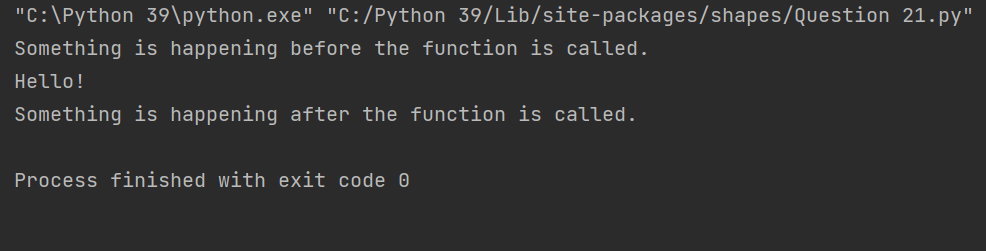 "C:\Python 39\python.exe" "C:/Python 39/Lib/site-packages/shapes/Question 21.py"
Something is happening before the function is called.
Hello!
Something is happening after the function is called.
Process finished with exit code 0